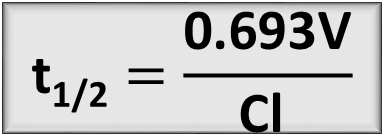 t1/2 = 0.693V
Cl